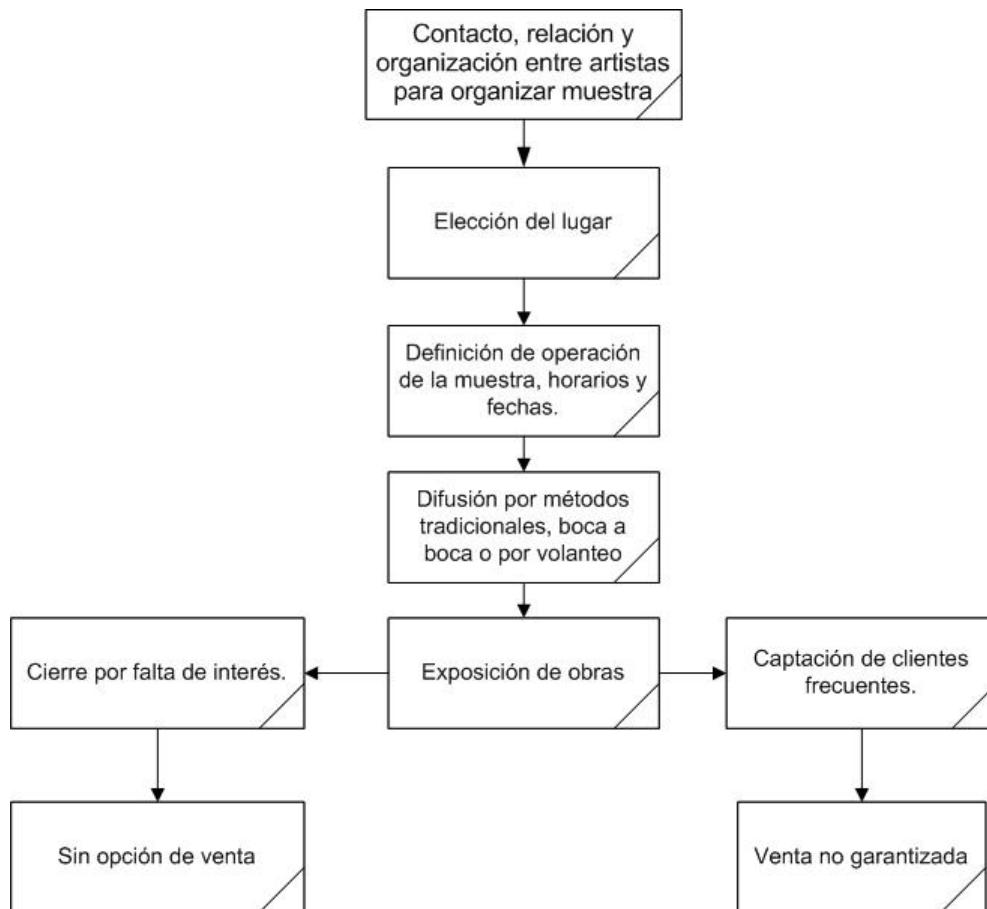 Contacto, relación y
organización entre artistas
para organizar muestra
Elección del lugar
Definición de operación
de la muestra, horarios y
fechas.
Difusión por métodos
tradicionales, boca a
boca o por volanteo
Cierre por falta de interés.
Exposición de obras
Captación de clientes
frecuentes.
Sin opción de venta
Venta no garantizada